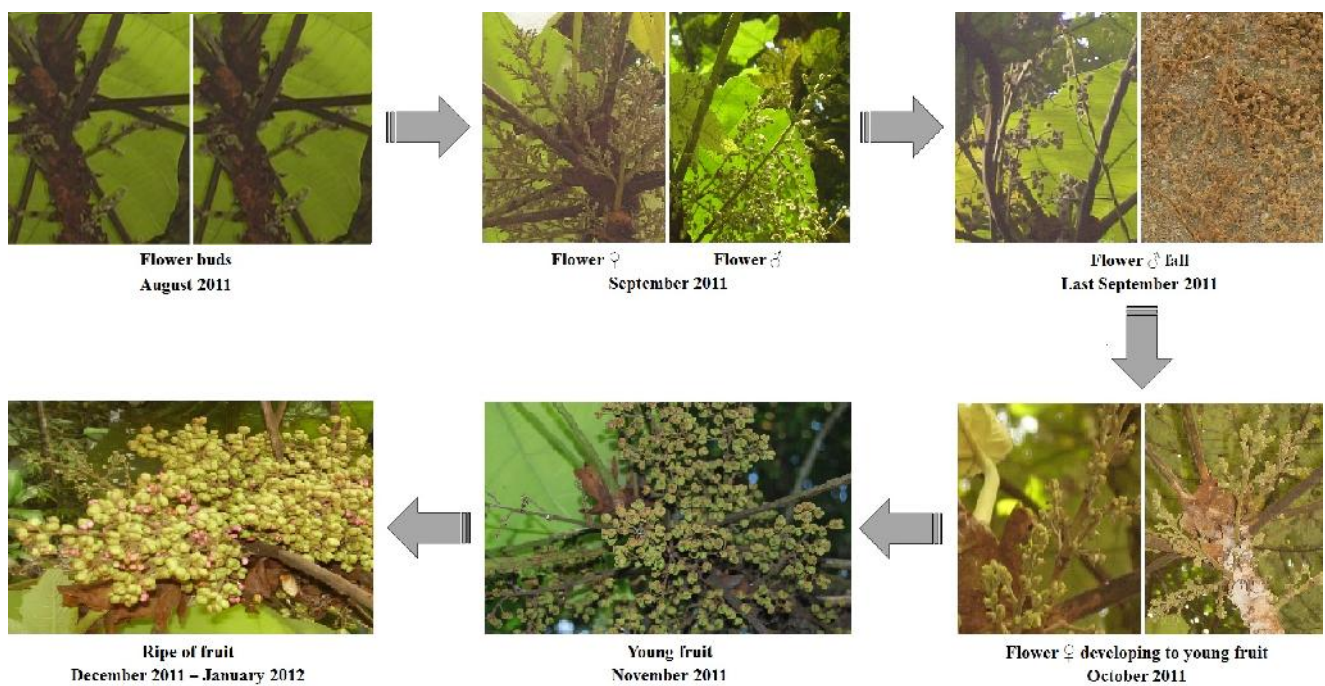 Flower buds
August 2011
Flower ♀ Flower ♂
September 2011
Flower ♂ fall
Last September 2011
Flower ♀ developing to young fruit
October 2011
Young fruit
November 2011
Ripe of fruit
December 2011 – January 2012